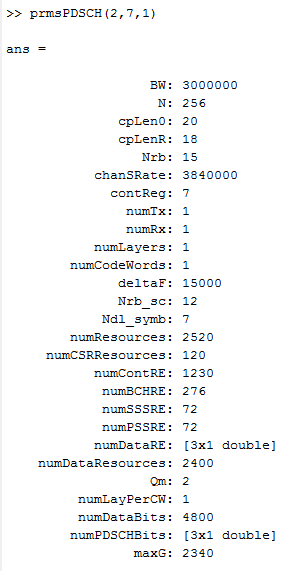 >> prmsPDSCH(2,7,1)
ans =
BW: 3000000
N: 256
cpLen0: 20
cpLenR: 18
Nrb: 15
chanSRate: 3840000
contReg: 7
numTx: 1
numRx: 1
numLayers: 1
numCodeWords: 1
deltaF: 15000
Nrb_sc: 12
Ndl_symb: 7
numResources: 2520
numCSRResources: 120
numContRE: 1230
numBCHRE: 276
numSSSRE: 72
numPSSRE: 72
numDataRE: [3x1 double]
numDataResources: 2400
Qm: 2
numLayPerCW: 1
numDataBits: 4800
numPDSCHBits: [3x1 double]
maxG: 2340